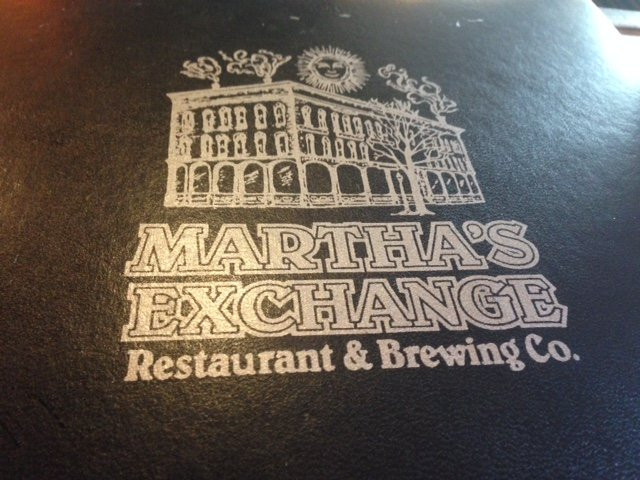 MARTHA'S
EXCHANGE
Restaurant & Brewing Co.